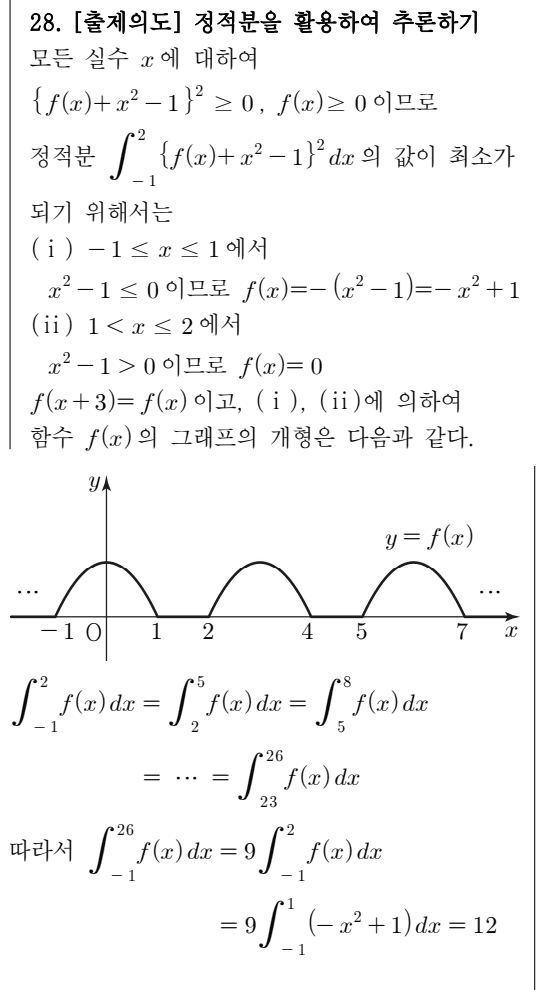 28. [출제의도] 정적분을 활용하여 추론하기
모든 실수 x에 대하여
{f(x)+x²−1}² ≥ 0, f(x)≥ 0이므로
정적분 ∫_{−1}^{2} {f(x)+x²−1}² dx의 값이 최소가
되기 위해서는
(ⅰ) −1 ≤ x ≤ 1에서
x²−1 ≤ 0이므로 f(x)=−(x²−1)=−x²+1
(ⅱ) 1 < x ≤ 2에서
x²−1 > 0이므로 f(x)=0
f(x+3)=f(x)이고, (ⅰ), (ⅱ)에 의하여
함수 f(x)의 그래프의 개형은 다음과 같다.
y
y = f(x)
⋯ ⋯
−1 O 1 2 4 5 7 x
∫_{−1}^{2} f(x)dx = ∫_{2}^{5} f(x)dx = ∫_{5}^{8} f(x)dx
= ⋯ = ∫_{23}^{26} f(x)dx
따라서 ∫_{−1}^{26} f(x)dx = 9∫_{−1}^{2} f(x)dx
= 9∫_{−1}^{1} (−x²+1)dx = 12